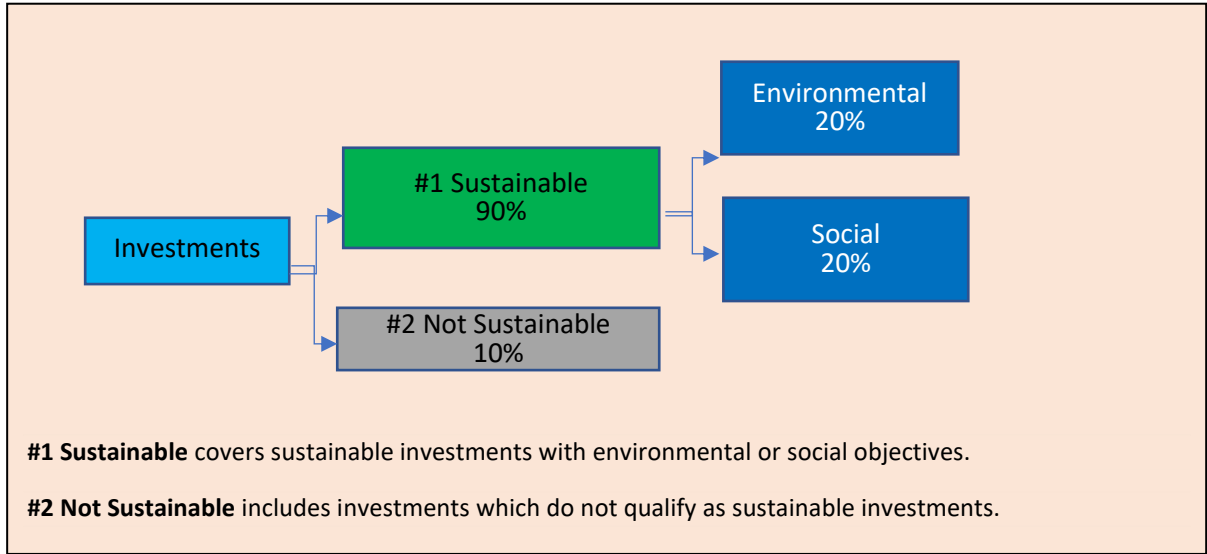 Environmental
20%
#1 Sustainable
90%
Investments
Social
20%
#2 Not Sustainable
10%
#1 Sustainable covers sustainable investments with environmental or social objectives.
#2 Not Sustainable includes investments which do not qualify as sustainable investments.